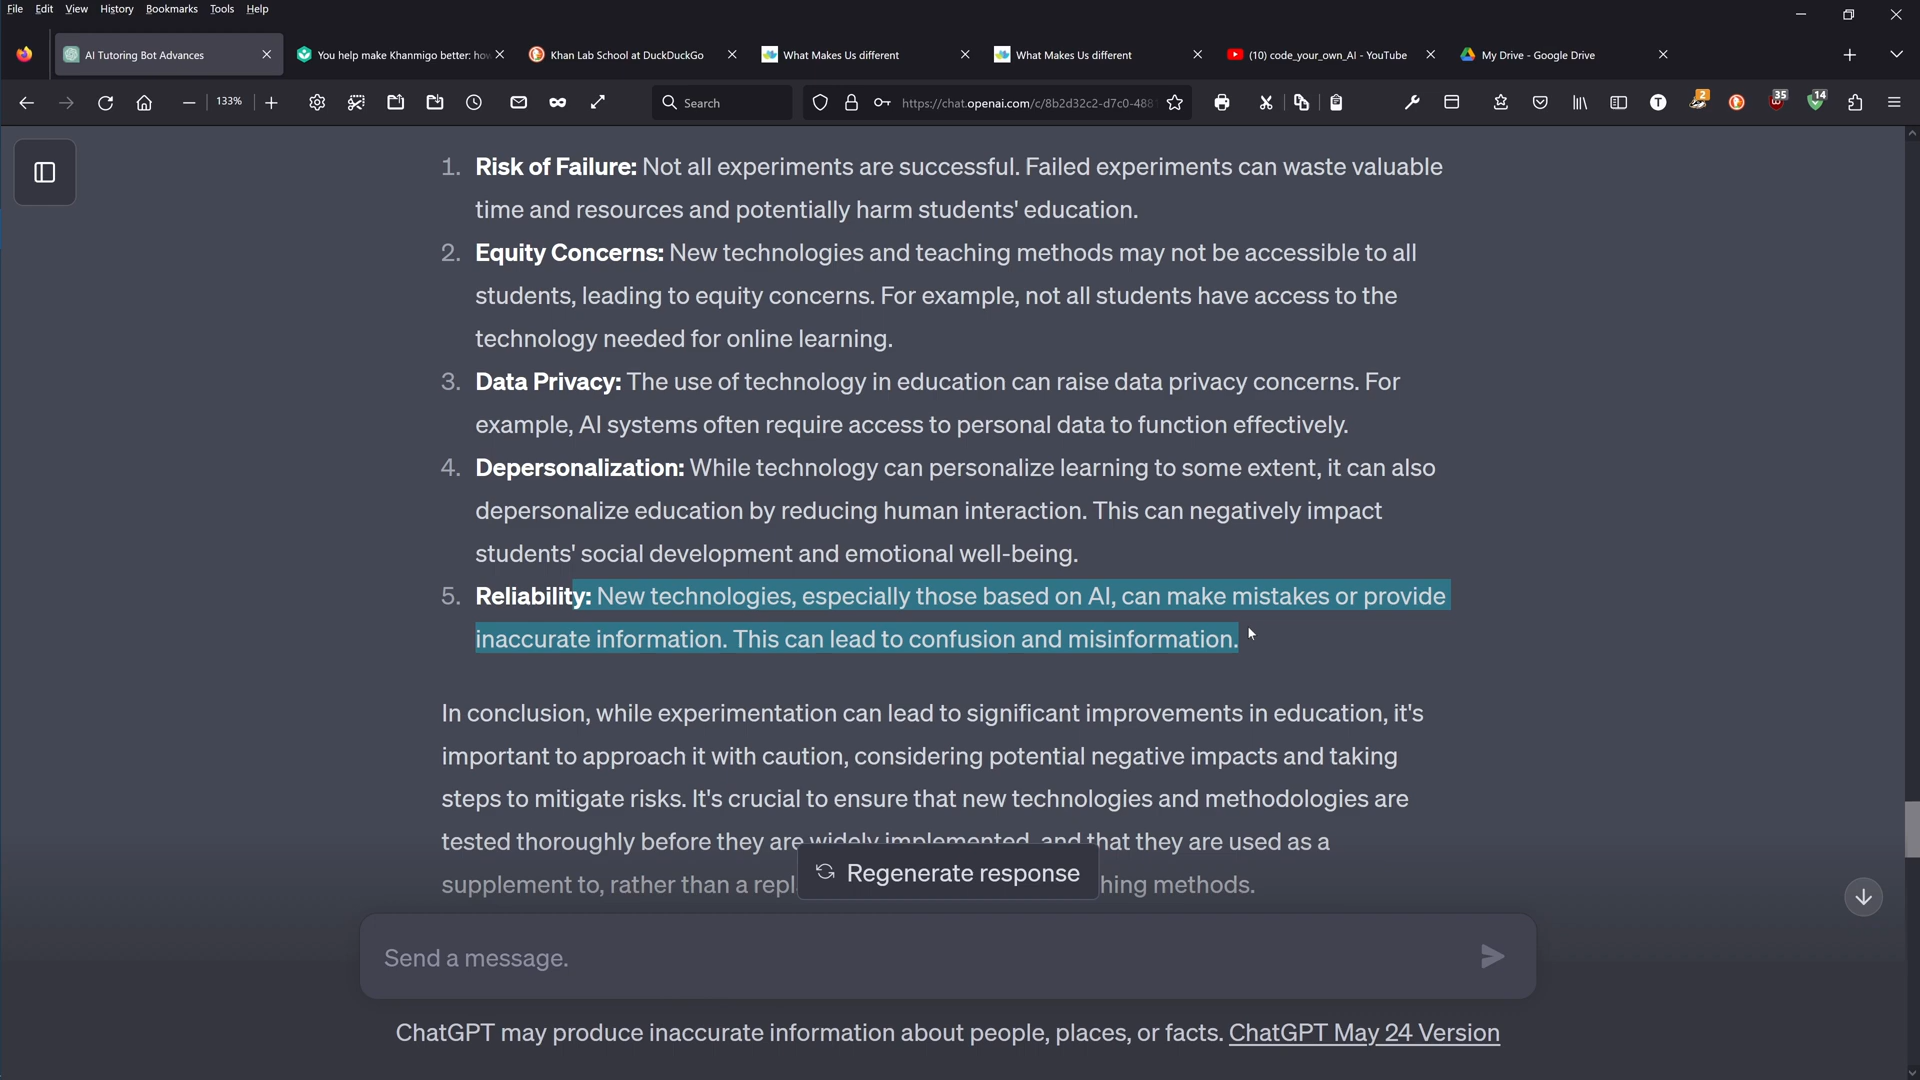 File Edit View History Bookmarks Tools Help
AI Tutoring Bot Advances
You help make Khanmigo better: how
Khan Lab School at DuckDuckGo
What Makes Us different
What Makes Us different
(10) code_your_own_AI - YouTube
My Drive - Google Drive
133%
Search
https://chat.openai.com/c/8b2d32c2-d7c0-488
2
35
14
1. Risk of Failure: Not all experiments are successful. Failed experiments can waste valuable
time and resources and potentially harm students' education.
2. Equity Concerns: New technologies and teaching methods may not be accessible to all
students, leading to equity concerns. For example, not all students have access to the
technology needed for online learning.
3. Data Privacy: The use of technology in education can raise data privacy concerns. For
example, AI systems often require access to personal data to function effectively.
4. Depersonalization: While technology can personalize learning to some extent, it can also
depersonalize education by reducing human interaction. This can negatively impact
students' social development and emotional well-being.
5. Reliability: New technologies, especially those based on AI, can make mistakes or provide
inaccurate information. This can lead to confusion and misinformation.
In conclusion, while experimentation can lead to significant improvements in education, it's
important to approach it with caution, considering potential negative impacts and taking
steps to mitigate risks. It's crucial to ensure that new technologies and methodologies are
tested thoroughly before they are widely implemented, and that they are used as a
supplement to, rather than a repl hing methods.
Regenerate response
Send a message.
ChatGPT may produce inaccurate information about people, places, or facts. ChatGPT May 24 Version